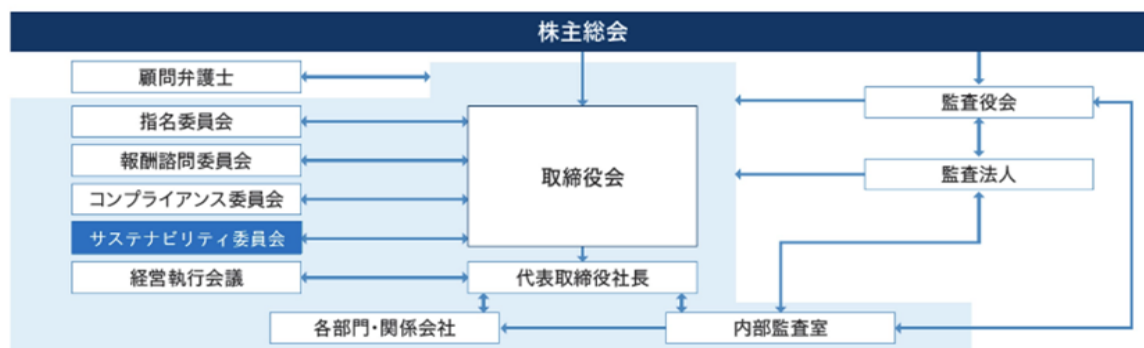 株主総会
顧問弁護士
監査役会
指名委員会
報酬諮問委員会
取締役会
監査法人
コンプライアンス委員会
サステナビリティ委員会
経営執行会議
代表取締役社長
各部門・関係会社
内部監査室